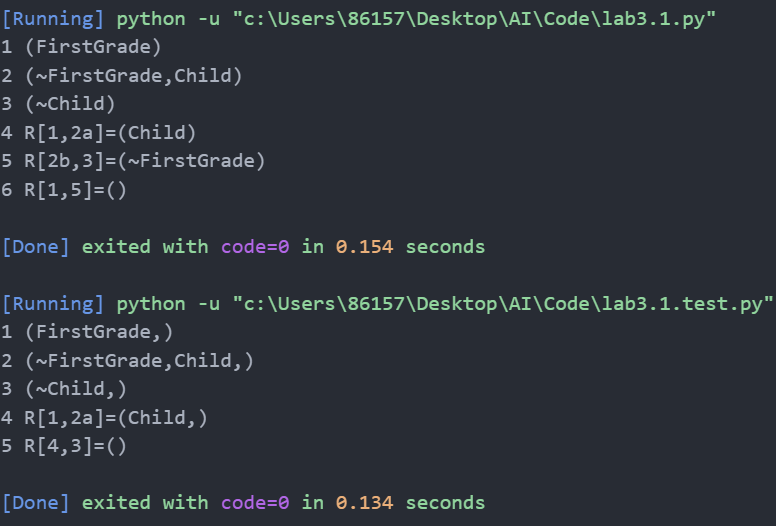 [Running] python -u "c:\Users\86157\Desktop\AI\Code\lab3.1.py"
1 (FirstGrade)
2 (~FirstGrade,Child)
3 (~Child)
4 R[1,2a]=(Child)
5 R[2b,3]=(~FirstGrade)
6 R[1,5]=()
[Done] exited with code=0 in 0.154 seconds
[Running] python -u "c:\Users\86157\Desktop\AI\Code\lab3.1.test.py"
1 (FirstGrade,)
2 (~FirstGrade,Child,)
3 (~Child,)
4 R[1,2a]=(Child,)
5 R[4,3]=()
[Done] exited with code=0 in 0.134 seconds